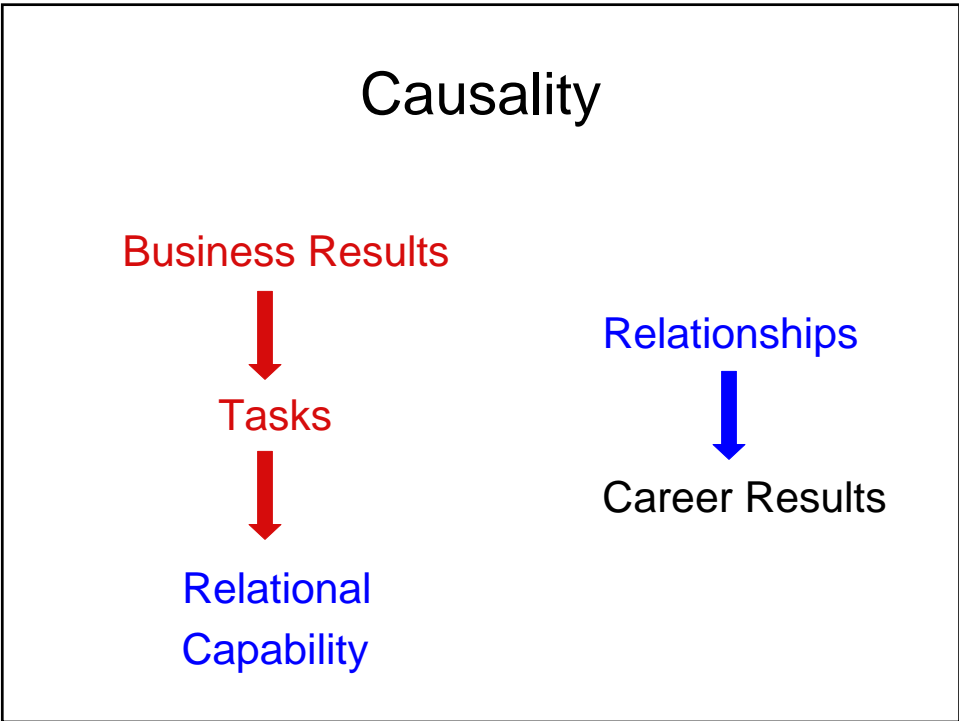 Causality
Business Results
Tasks
Relational
Capability
Relationships
Career Results